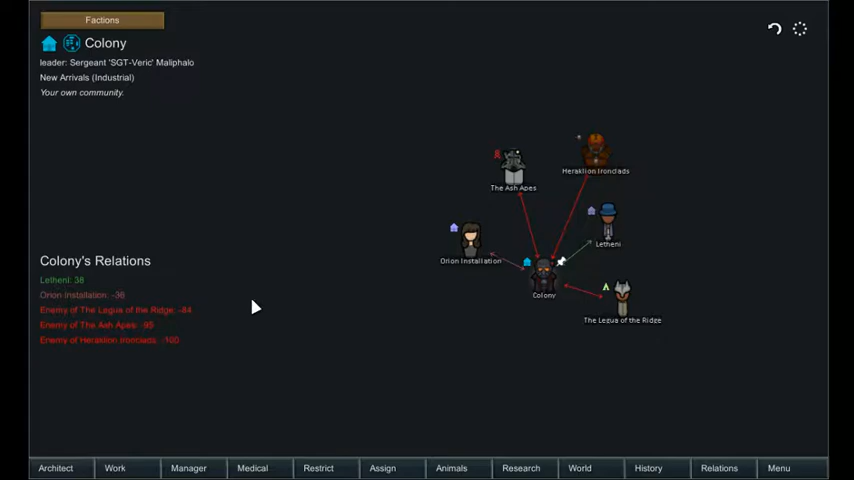 Factions
Colony
leader: Sergeant 'SGT-Veric' Maliphalo
New Arrivals (Industrial)
Your own community.
The Ash Apes
Heraklion Ironclads
Letheni
Orion Installation
Colony
The Legua of the Ridge
Colony's Relations
Letheni: 38
Orion Installation: -36
Enemy of The Legua of the Ridge: -84
Enemy of The Ash Apes: -95
Enemy of Heraklion Ironclads: -100
Architect Work Manager Medical Restrict Assign Animals Research World History Relations Menu